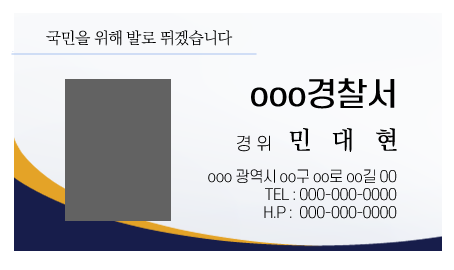 국민을 위해 발로 뛰겠습니다
ooo경찰서
경 위 민 대 현
ooo 광역시 oo구 oo로 oo길 00
TEL : 000-000-0000
H.P : 000-000-0000